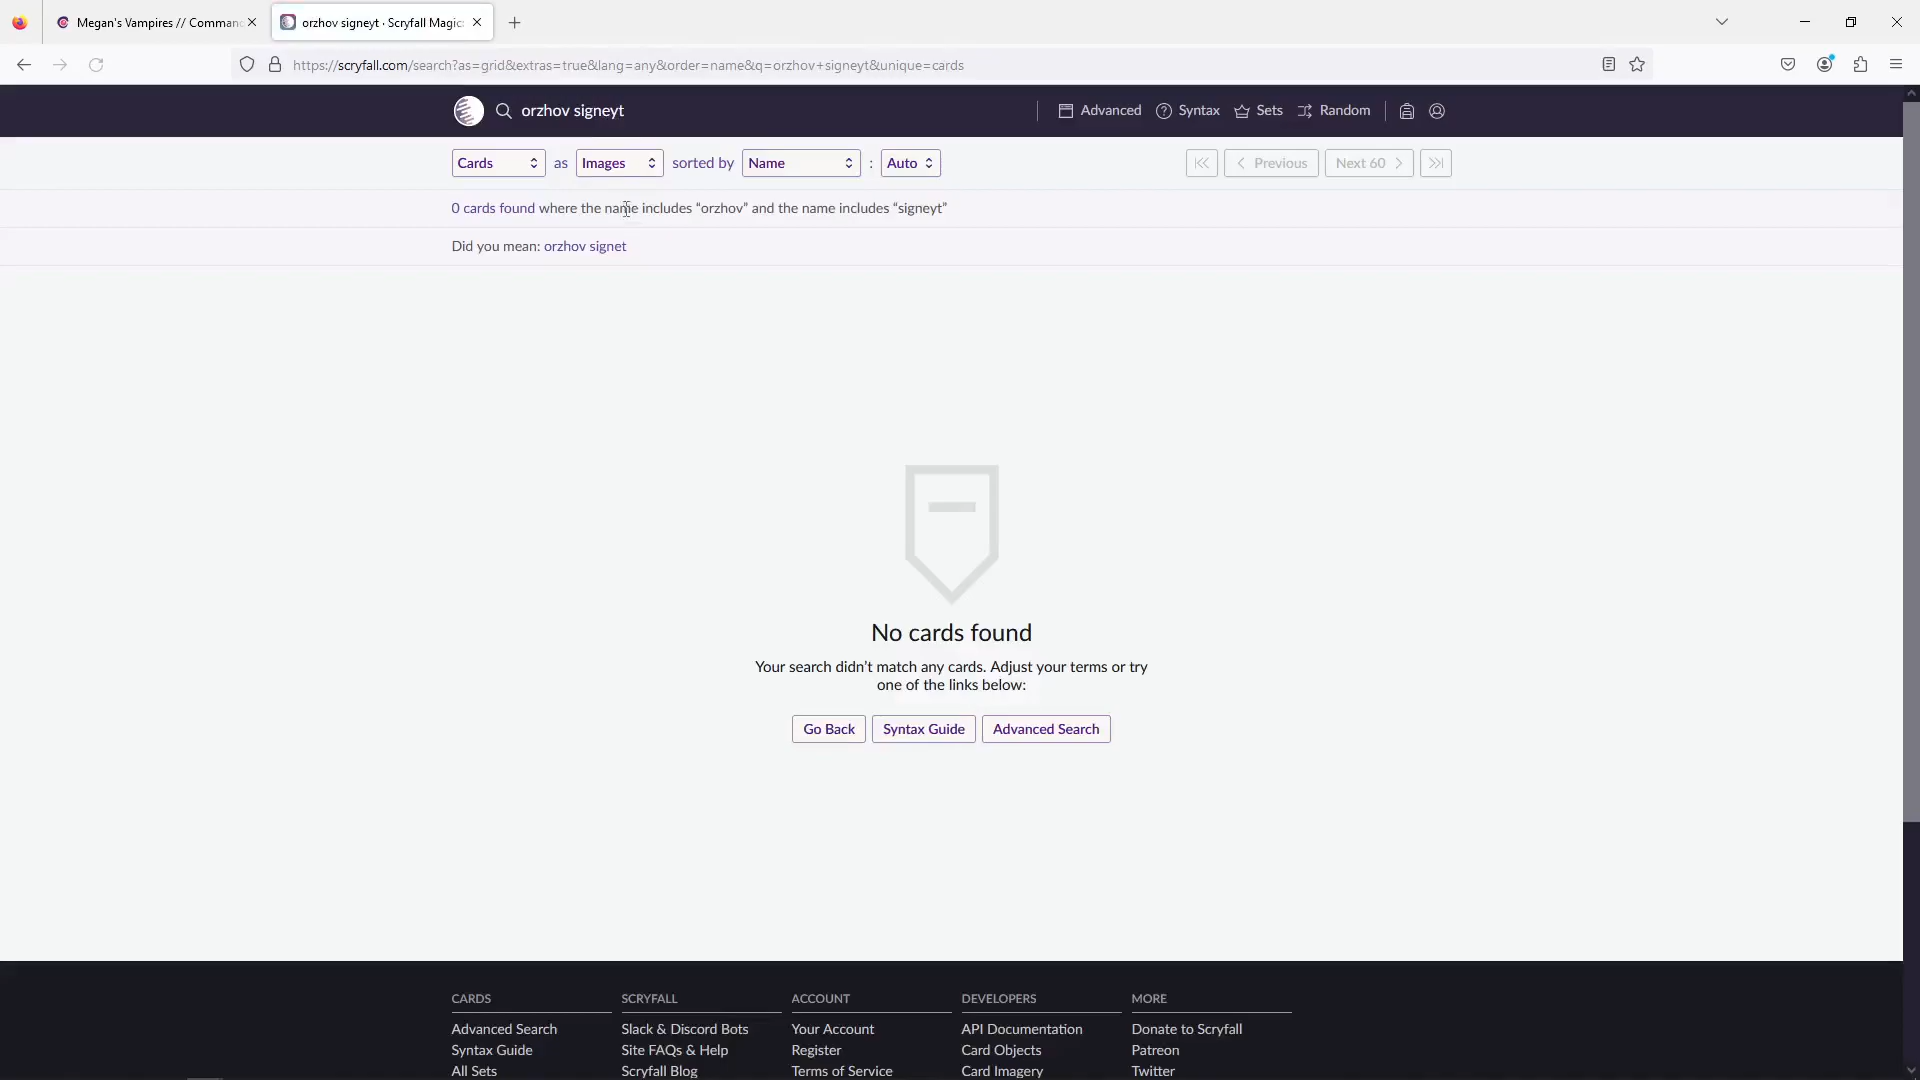 Megan's Vampires // Comman
orzhov signeyt · Scryfall Magic
https://scryfall.com/search?as=grid&extras=true&lang=any&order=name&q=orzhov+signeyt&unique=cards
orzhov signeyt
Advanced
Syntax
Sets
Random
Cards as Images sorted by Name : Auto
Previous
Next 60
0 cards found where the name includes “orzhov” and the name includes “signeyt”
Did you mean: orzhov signet
No cards found
Your search didn’t match any cards. Adjust your terms or try
one of the links below:
Go Back
Syntax Guide
Advanced Search
CARDS
Advanced Search
Syntax Guide
All Sets
SCRYFALL
Slack & Discord Bots
Site FAQs & Help
Scryfall Blog
ACCOUNT
Your Account
Register
Terms of Service
DEVELOPERS
API Documentation
Card Objects
Card Imagery
MORE
Donate to Scryfall
Patreon
Twitter